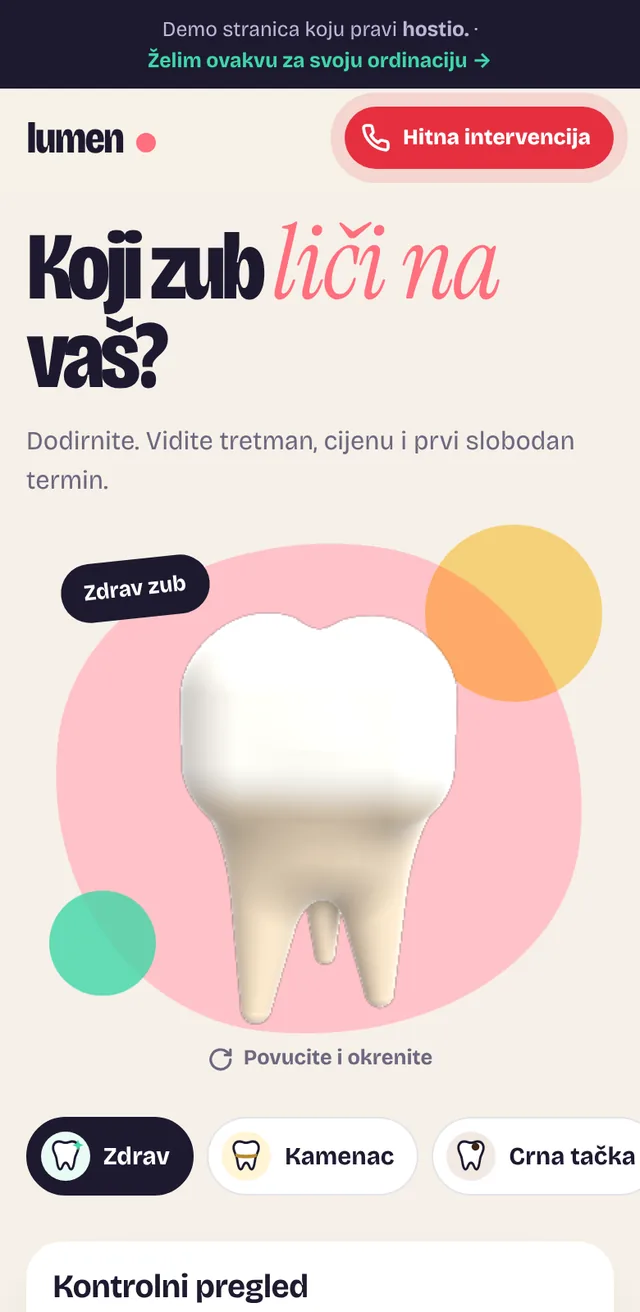 Demo stranica koju pravi hostio. ·
Želim ovakvu za svoju ordinaciju →
lumen
Hitna intervencija
Koji zub liči na
vaš?
Dodirnite. Vidite tretman, cijenu i prvi slobodan
termin.
Zdrav zub
Povucite i okrenite
Zdrav
Kamenac
Crna tačka
Kontrolni pregled